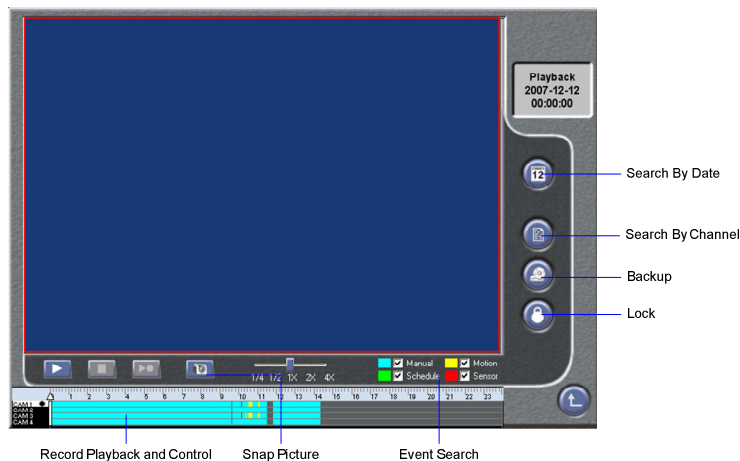 Playback
2007-12-12
00:00:00
12
Search By Date
Search By Channel
Backup
Lock
1/4 1/2 1X 2X 4X
Manual
Motion
Schedule
Sensor
1 2 3 4 5 6 7 8 9 10 11 12 13 14 15 16 17 18 19 20 21 22 23
CAM 1
CAM 2
CAM 3
CAM 4
Record Playback and Control
Snap Picture
Event Search